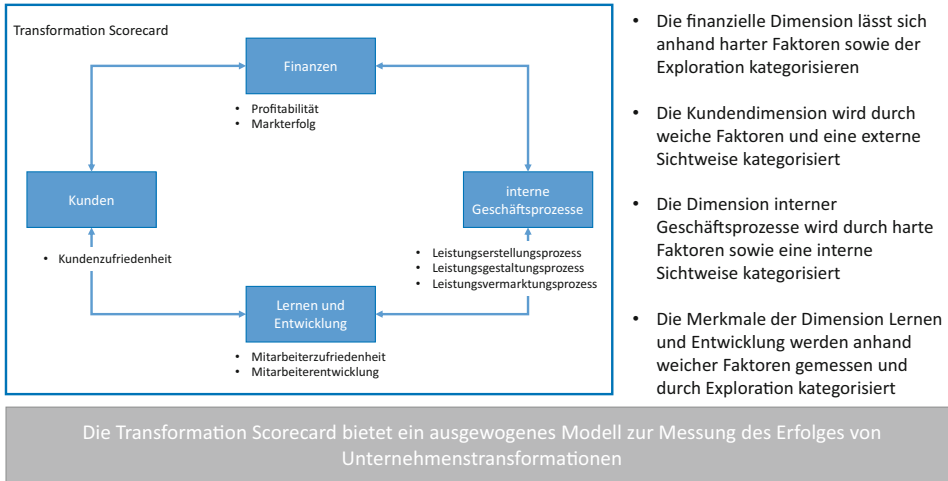 Transformation Scorecard
Finanzen
• Profitabilität
• Markterfolg
Kunden
• Kundenzufriedenheit
interne
Geschäftsprozesse
• Leistungserstellungsprozess
• Leistungsgestaltungsprozess
• Leistungsvermarktungsprozess
Lernen und
Entwicklung
• Mitarbeiterzufriedenheit
• Mitarbeiterentwicklung
• Die finanzielle Dimension lässt sich
anhand harter Faktoren sowie der
Exploration kategorisieren
• Die Kundendimension wird durch
weiche Faktoren und eine externe
Sichtweise kategorisiert
• Die Dimension interner
Geschäftsprozesse wird durch harte
Faktoren sowie eine interne
Sichtweise kategorisiert
• Die Merkmale der Dimension Lernen
und Entwicklung werden anhand
weicher Faktoren gemessen und
durch Exploration kategorisiert
Die Transformation Scorecard bietet ein ausgewogenes Modell zur Messung des Erfolges von
Unternehmenstransformationen